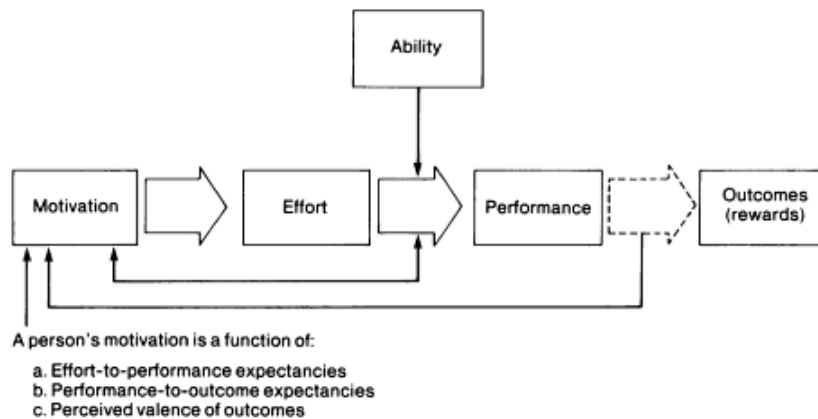 Ability
Motivation
Effort
Performance
Outcomes
(rewards)
A person's motivation is a function of:
a. Effort-to-performance expectancies
b. Performance-to-outcome expectancies
c. Perceived valence of outcomes